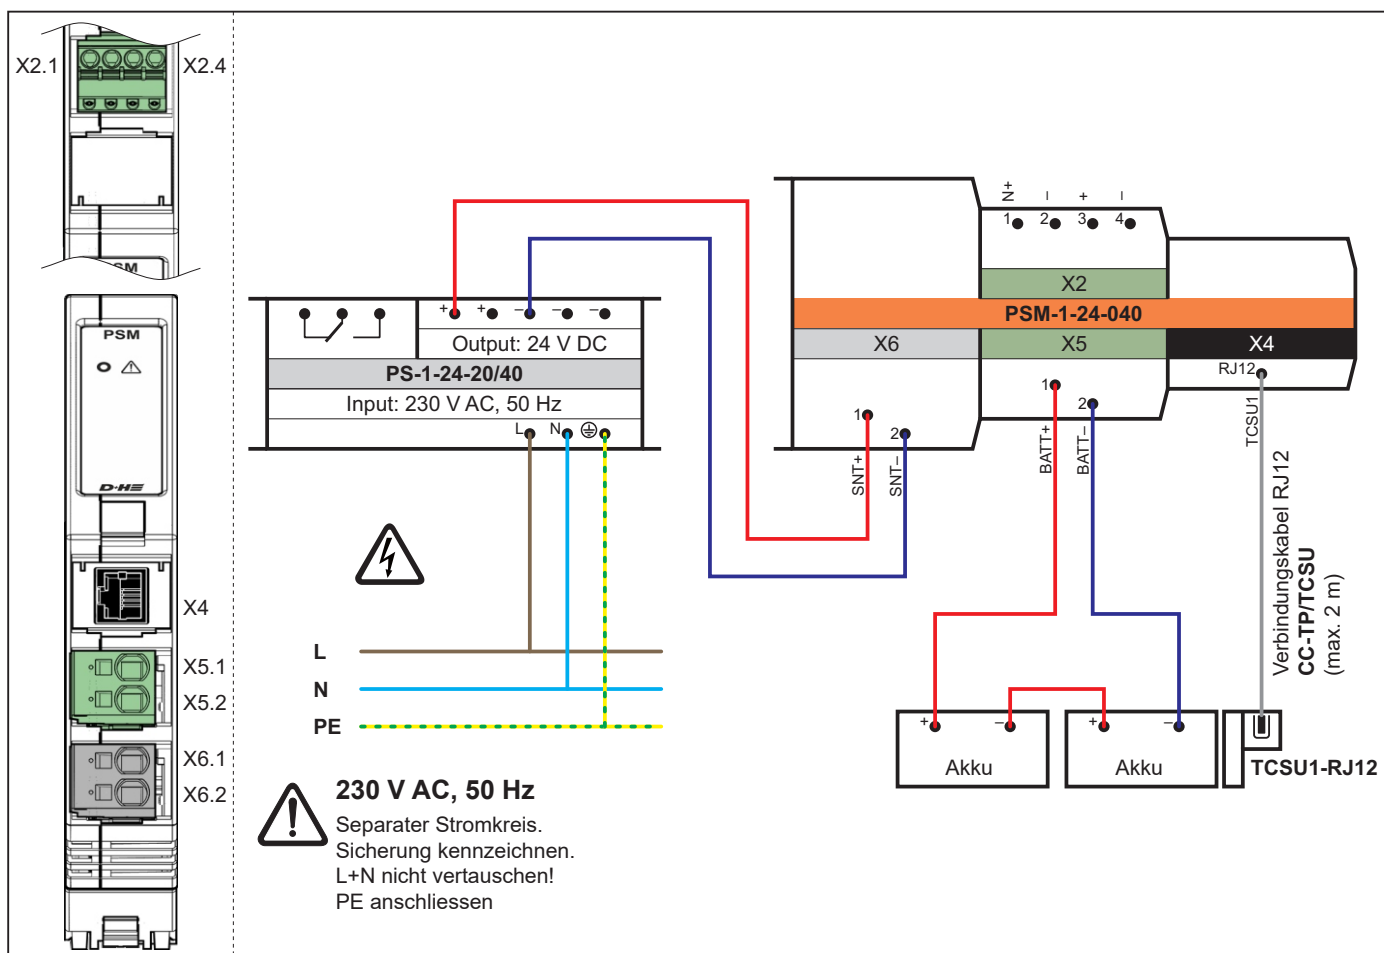 X2.1
X2.4
SM
PSM
D+H
X4
X5.1
X5.2
X6.1
X6.2
+ + – – –
Output: 24 V DC
PS-1-24-20/40
Input: 230 V AC, 50 Hz
L N
L
N
PE
230 V AC, 50 Hz
Separater Stromkreis.
Sicherung kennzeichnen.
L+N nicht vertauschen!
PE anschliessen
N+ – + –
1 2 3 4
X2
PSM-1-24-040
X6
X5
X4
RJ12
1
2
1
2
SNT+
SNT–
BATT+
BATT–
TCSU1
Verbindungskabel RJ12
CC-TP/TCSU
(max. 2 m)
+ –
Akku
+ –
Akku
TCSU1-RJ12